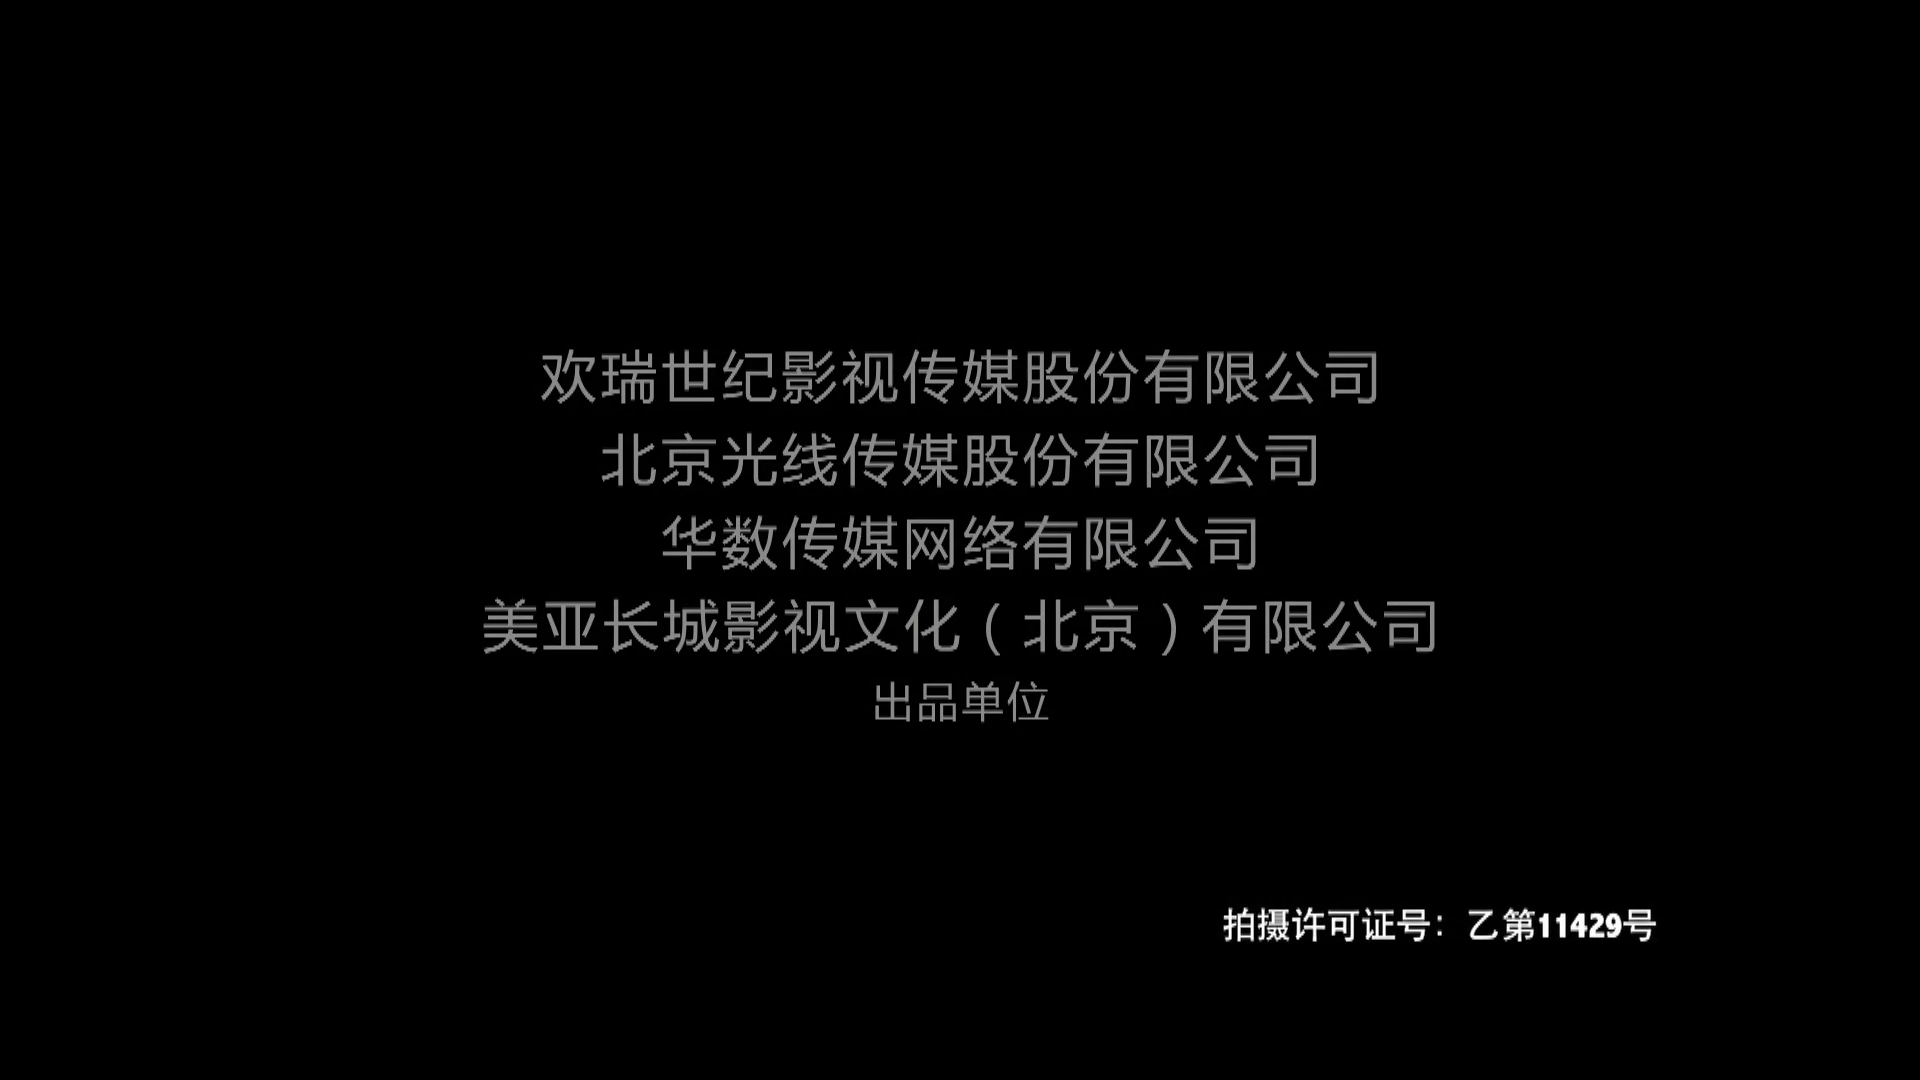 欢瑞世纪影视传媒股份有限公司
北京光线传媒股份有限公司
华数传媒网络有限公司
美亚长城影视文化（北京）有限公司
出品单位
拍摄许可证号：乙第11429号